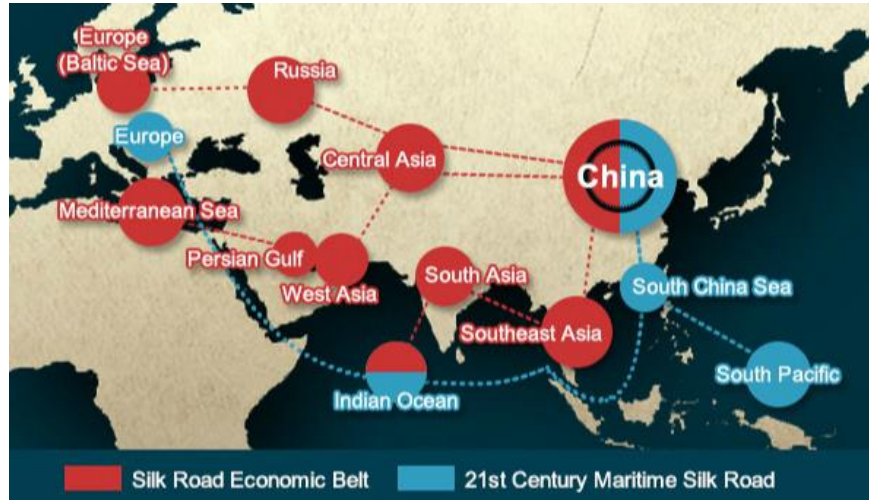 Europe
(Baltic Sea)
Russia
Europe
Central Asia
China
Mediterranean Sea
Persian Gulf
West Asia
South Asia
South China Sea
Southeast Asia
South Pacific
Indian Ocean
Silk Road Economic Belt
21st Century Maritime Silk Road